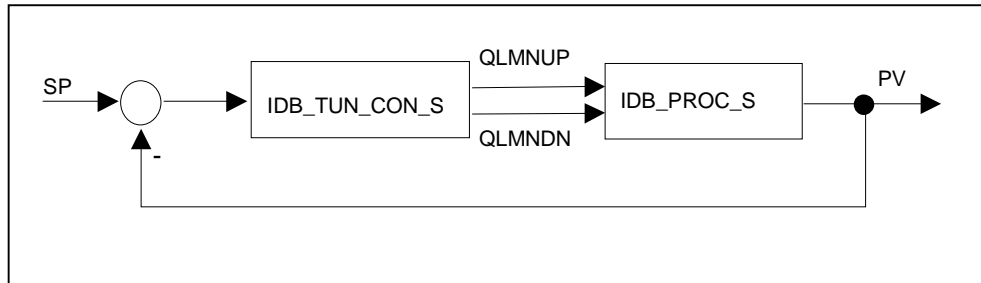 QLMNUP
SP
PV
IDB_TUN_CON_S
IDB_PROC_S
QLMNDN
-